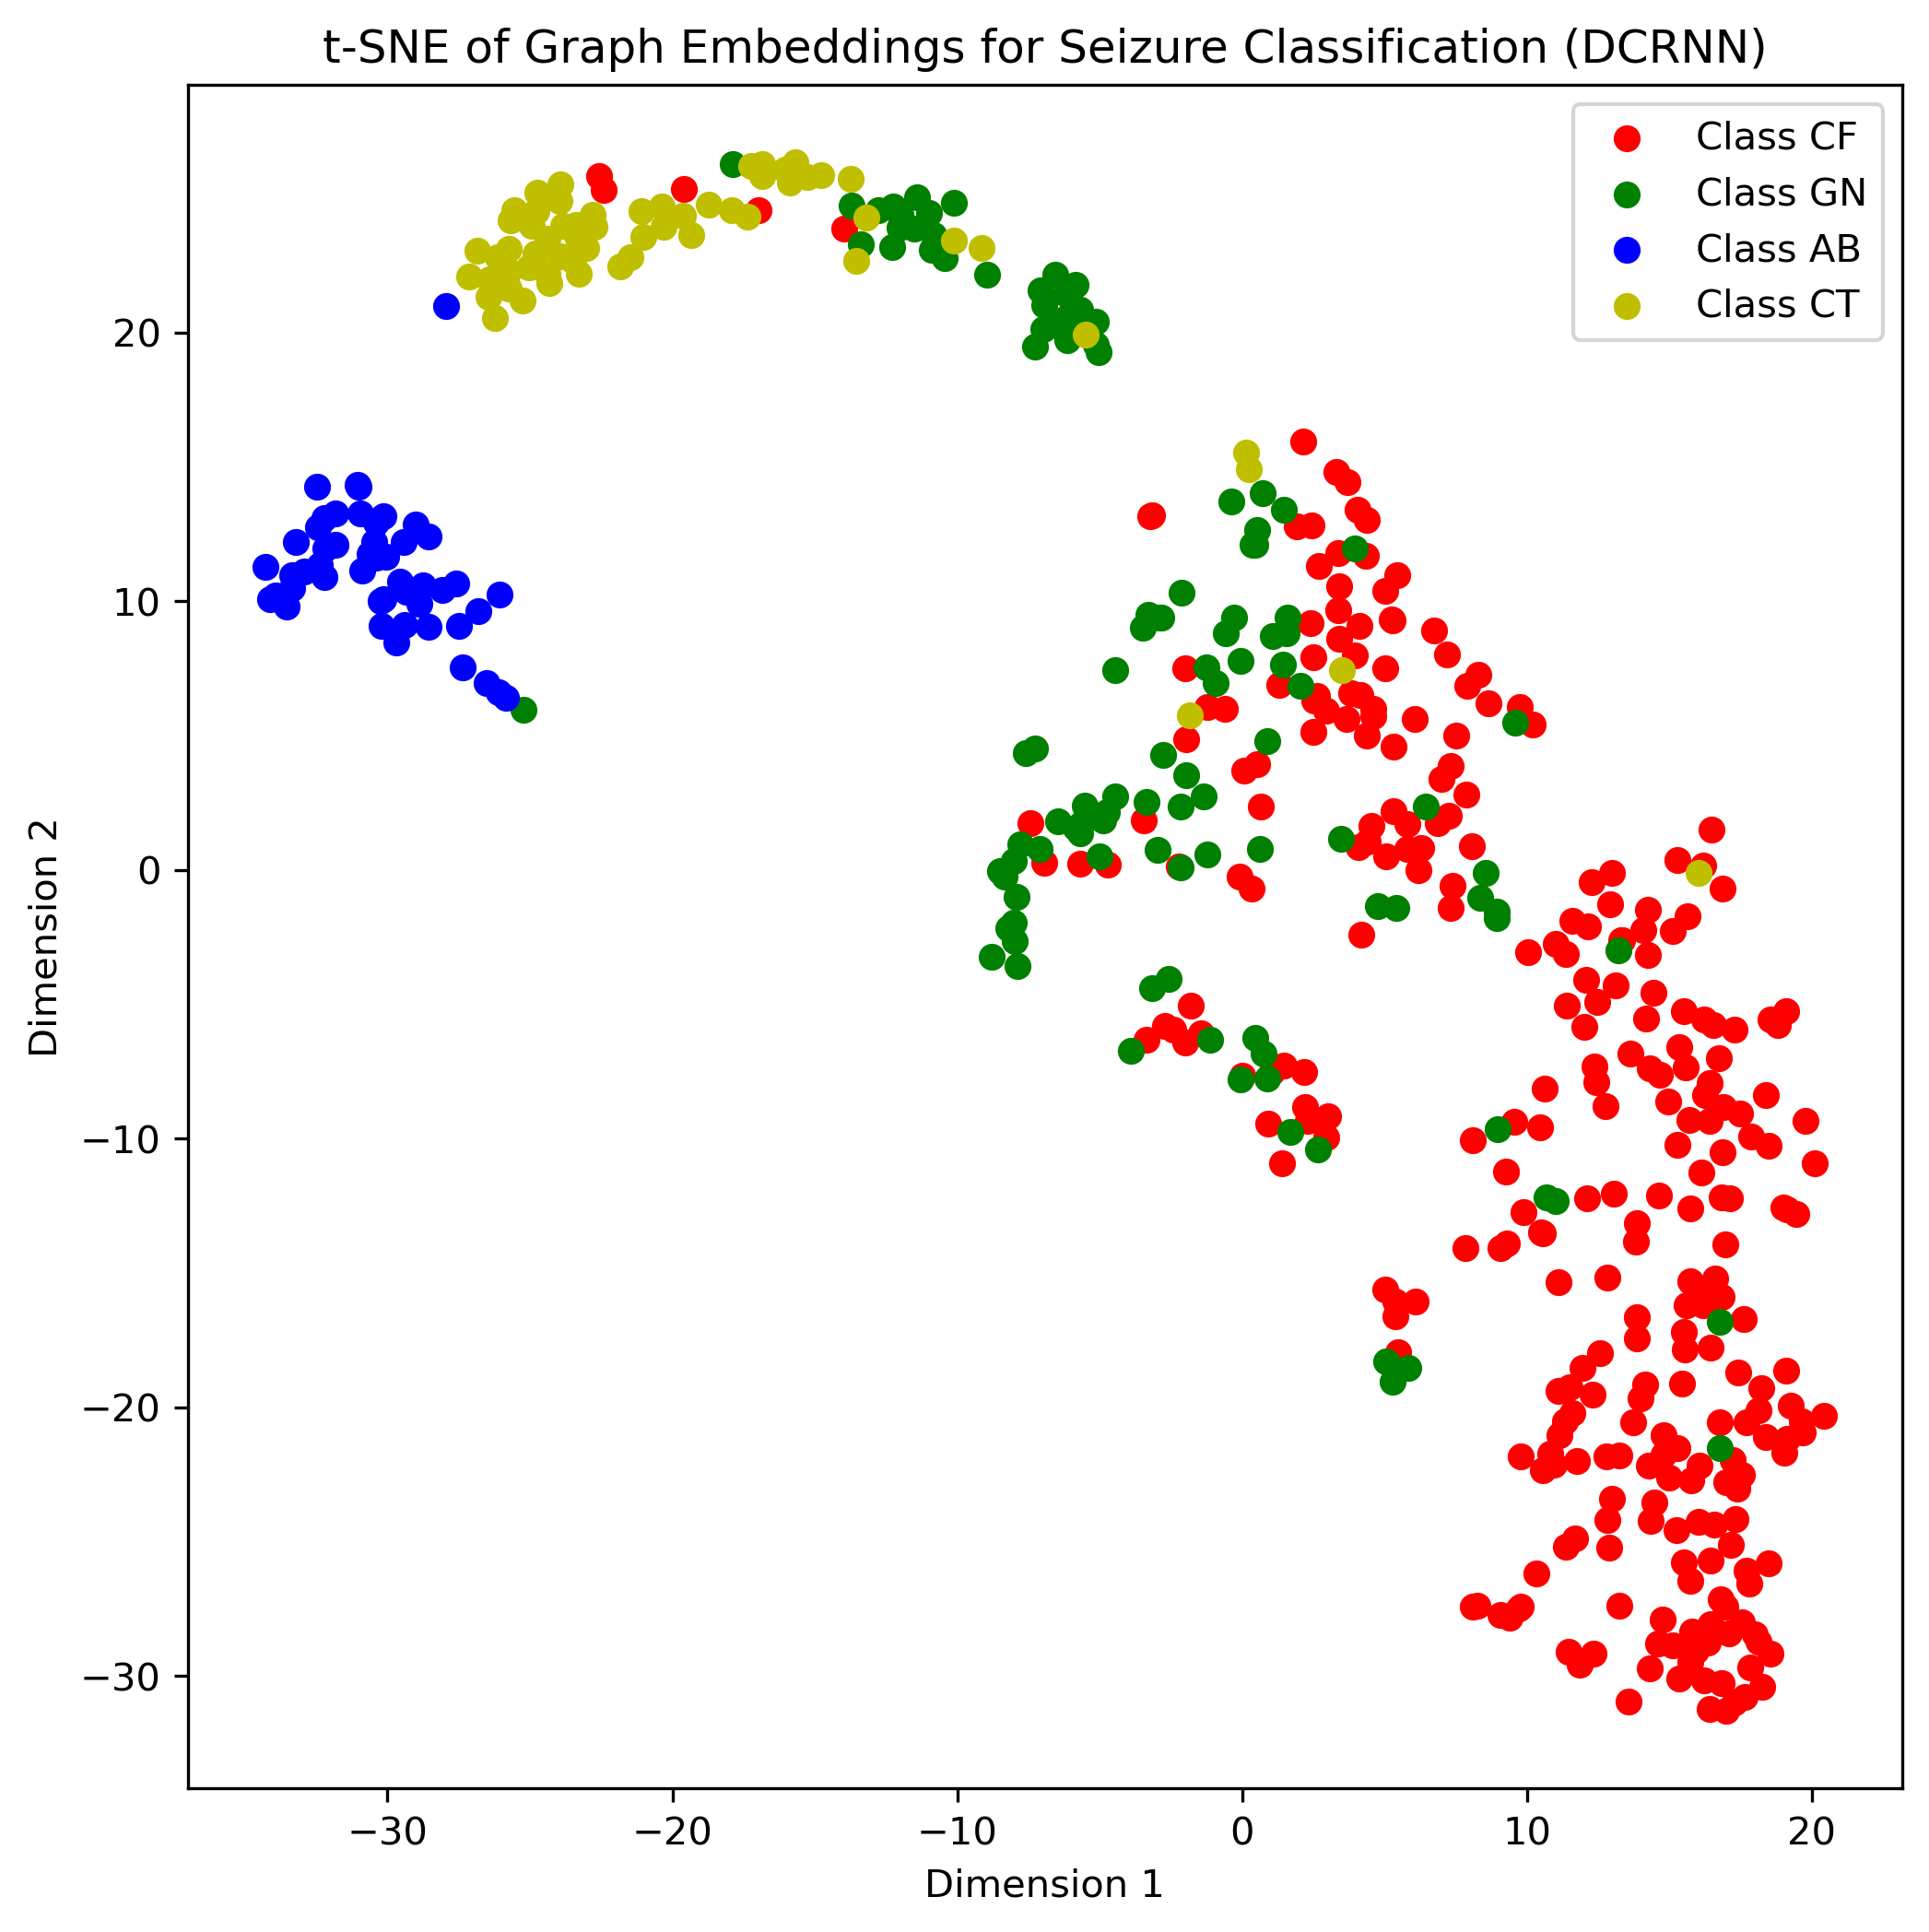 t-SNE of Graph Embeddings for Seizure Classification (DCRNN)
Class CF
Class GN
Class AB
Class CT
20
10
0
−10
−20
−30
Dimension 2
−30 −20 −10 0 10 20
Dimension 1